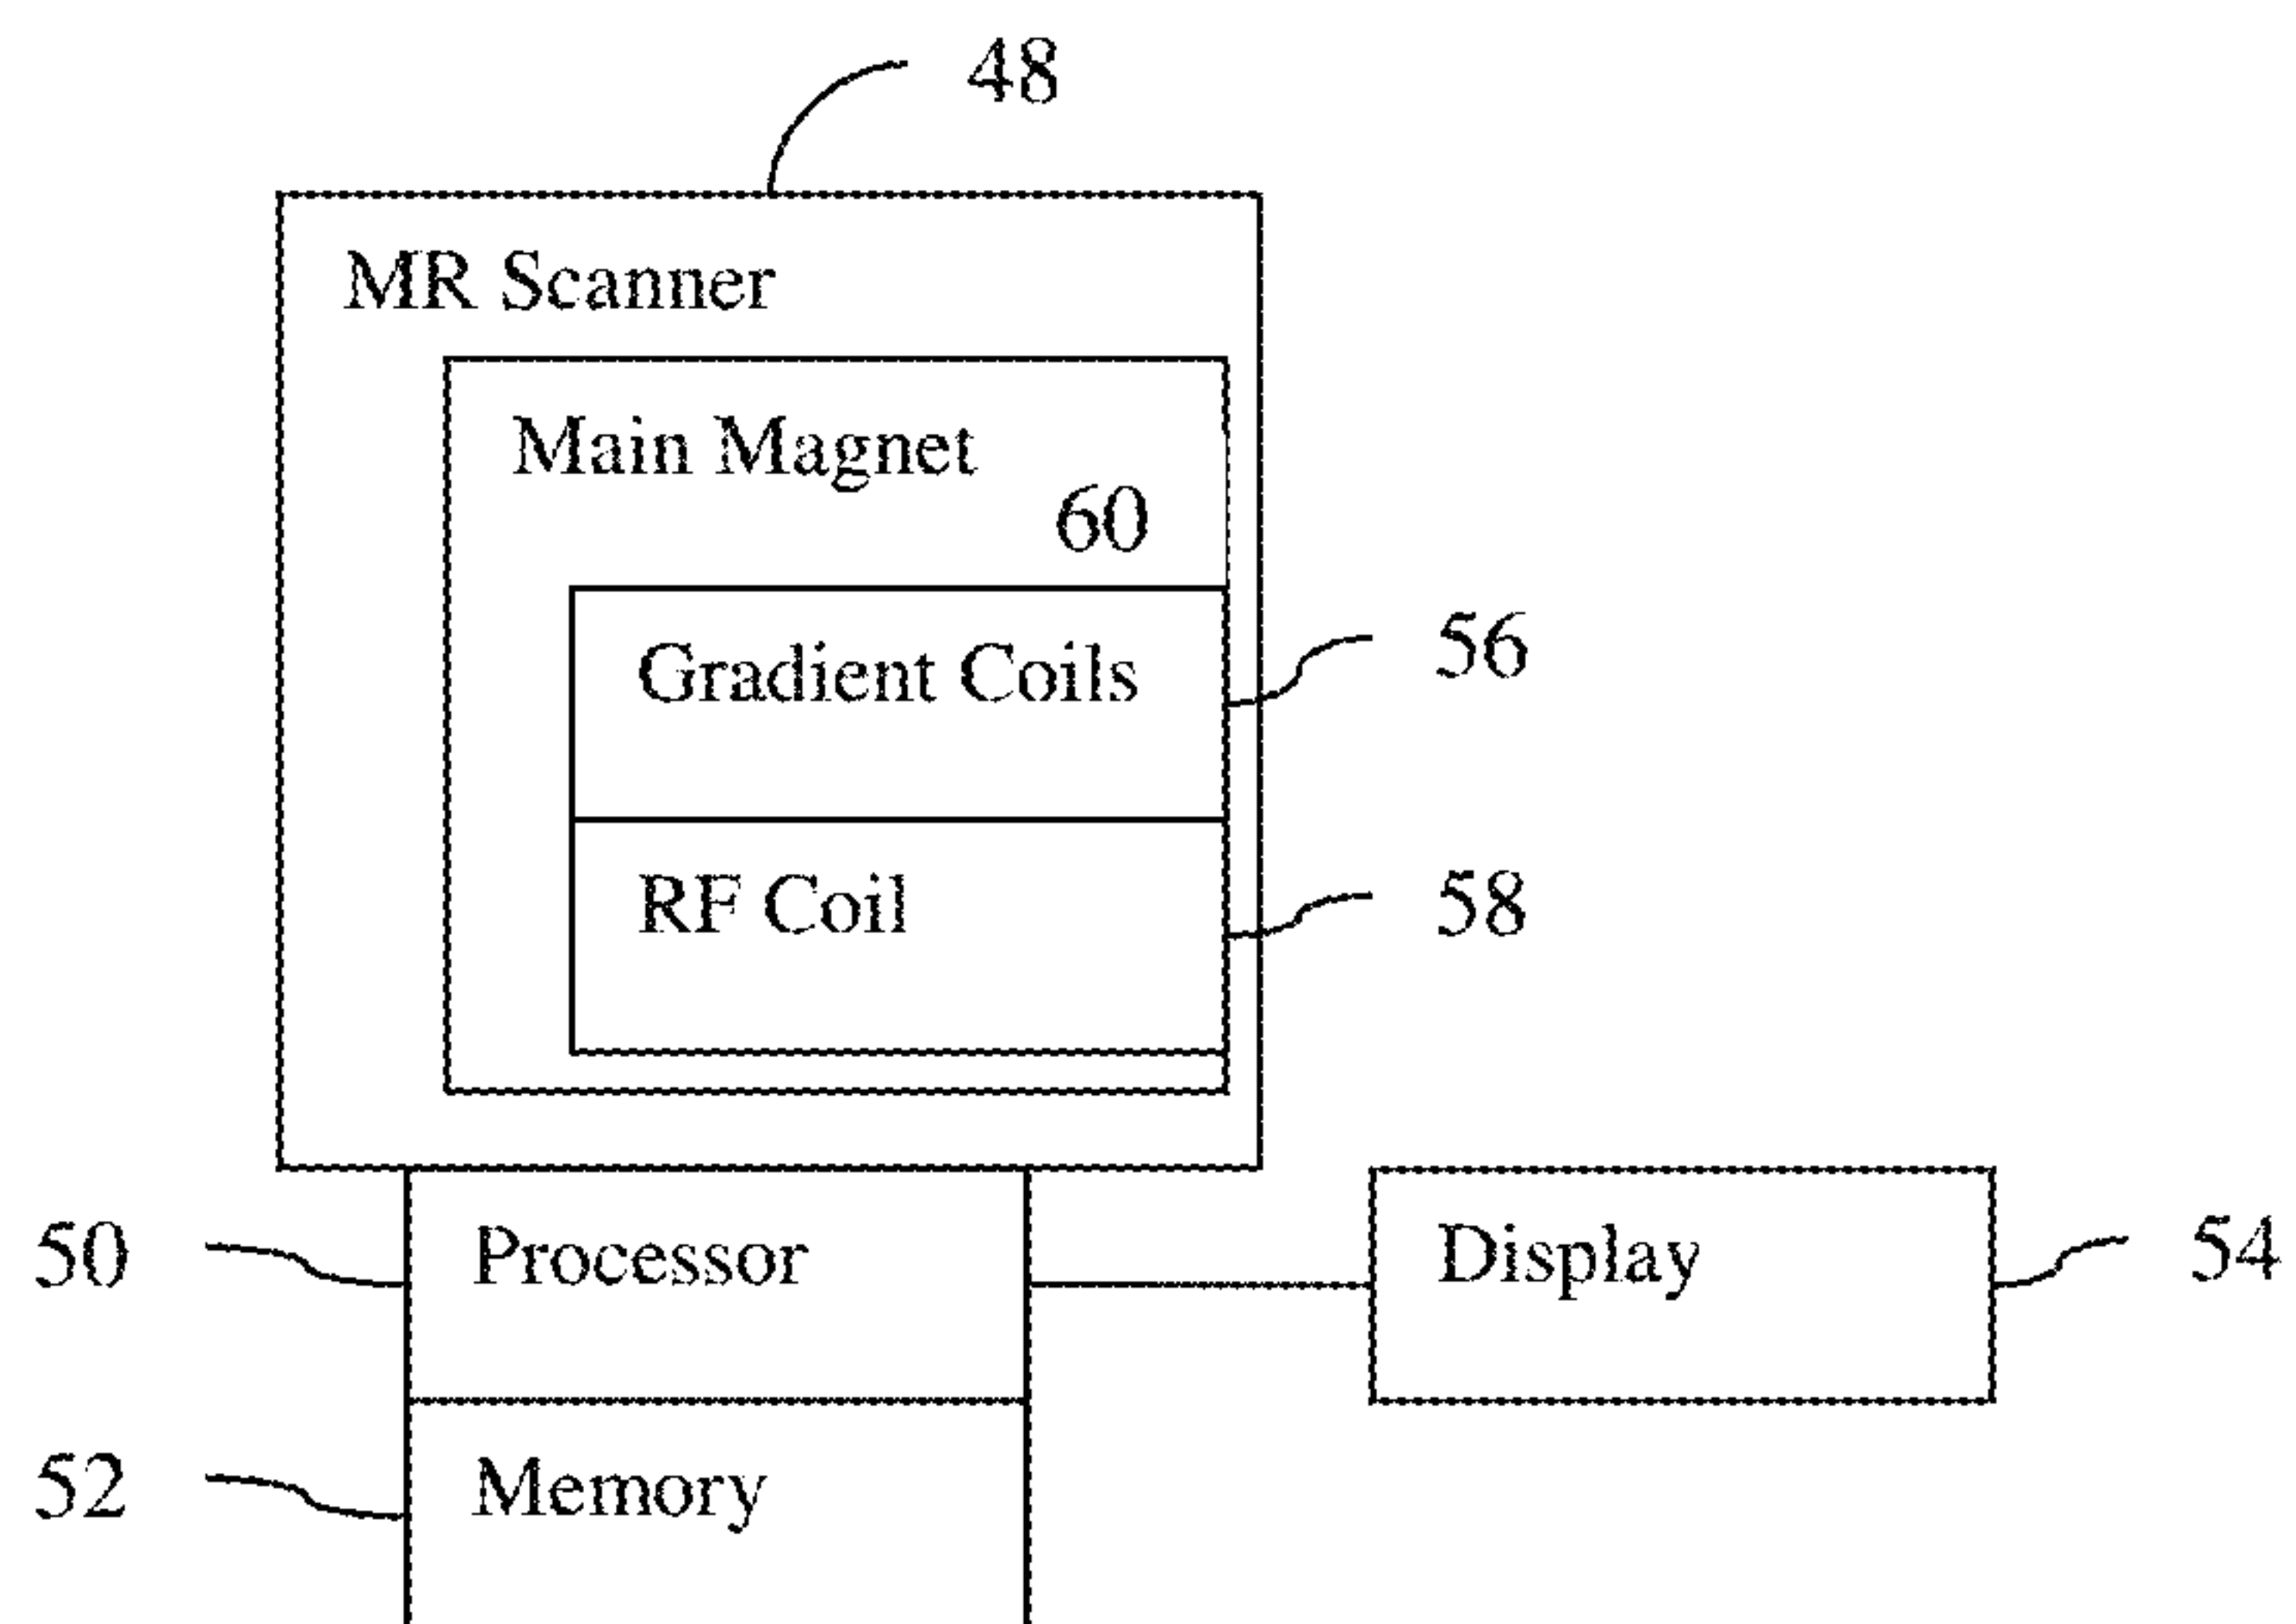 48
MR Scanner
Main Magnet
60
Gradient Coils
56
RF Coil
58
50
Processor
Display
54
52
Memory